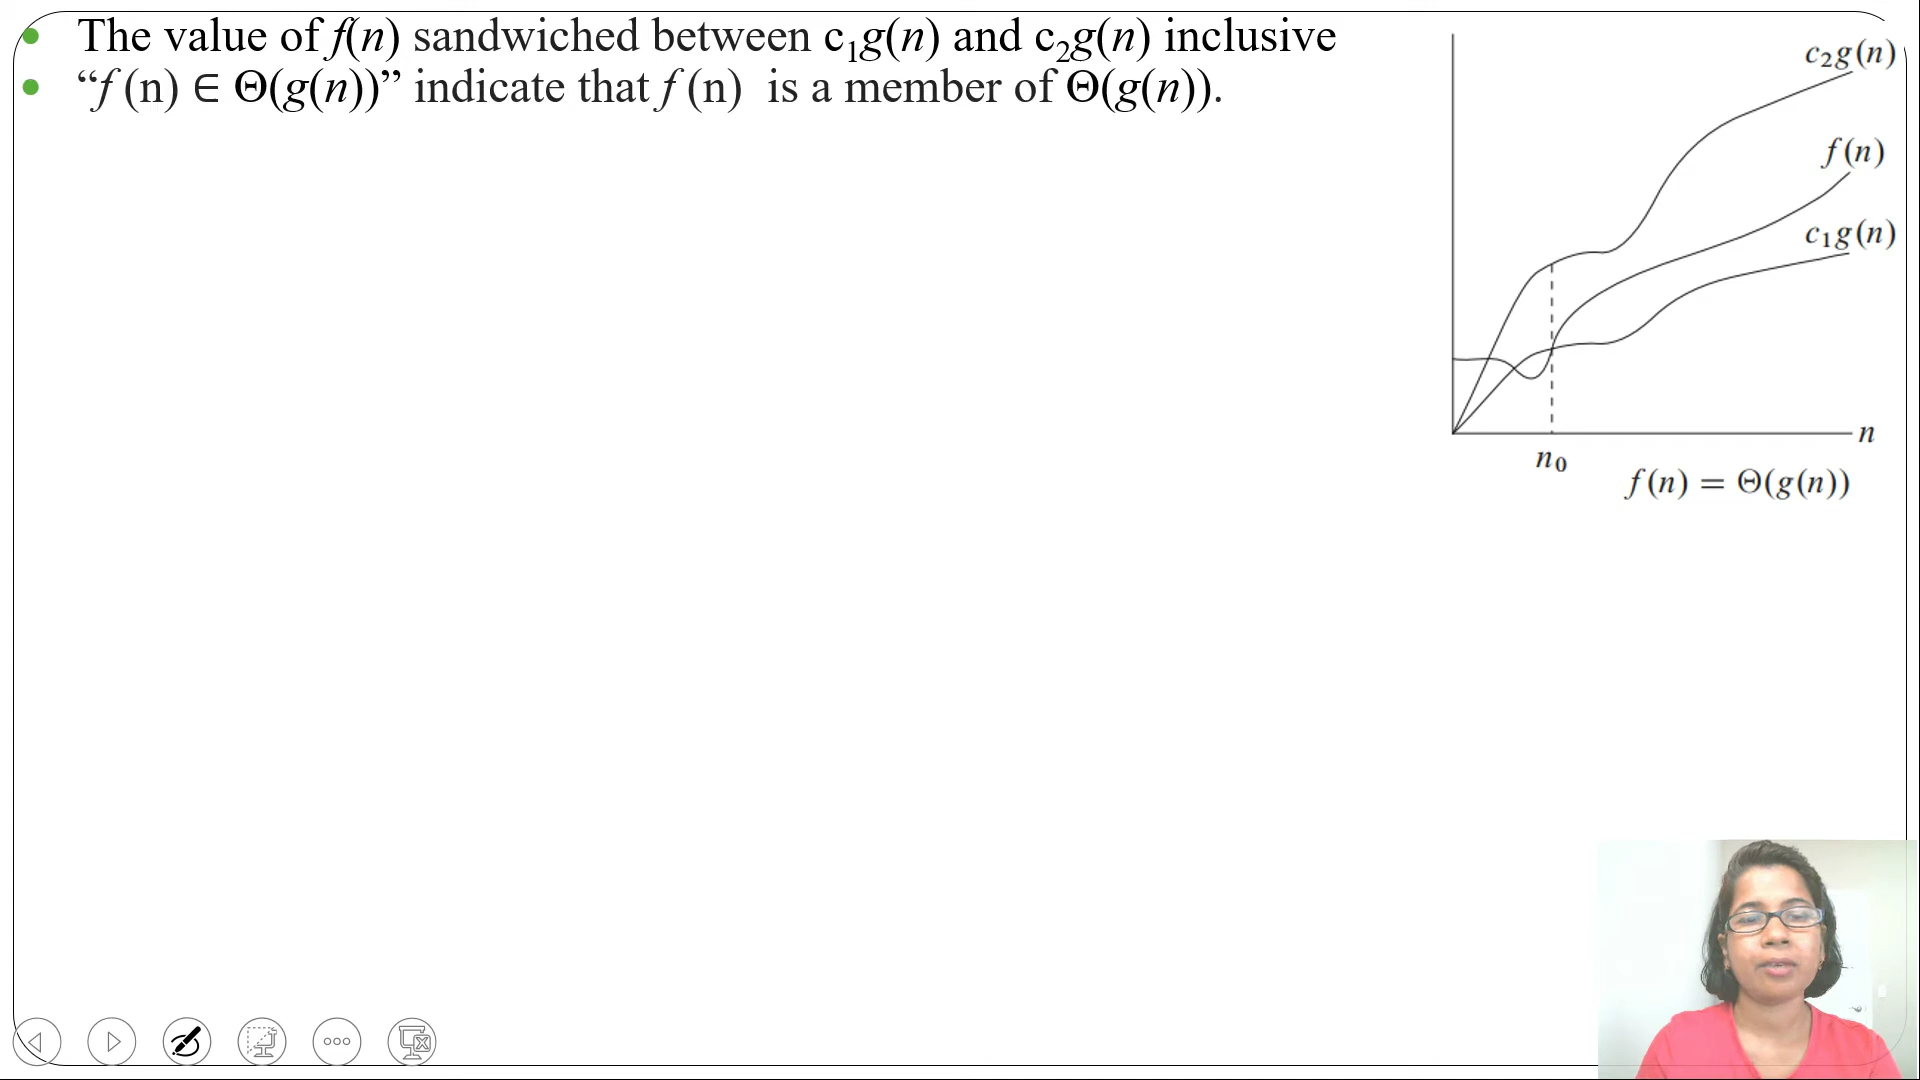 The value of f(n) sandwiched between c₁g(n) and c₂g(n) inclusive
“f (n) ∈ Θ(g(n))” indicate that f (n) is a member of Θ(g(n)).
c₂g(n)
f(n)
c₁g(n)
n
n₀
f(n) = Θ(g(n))